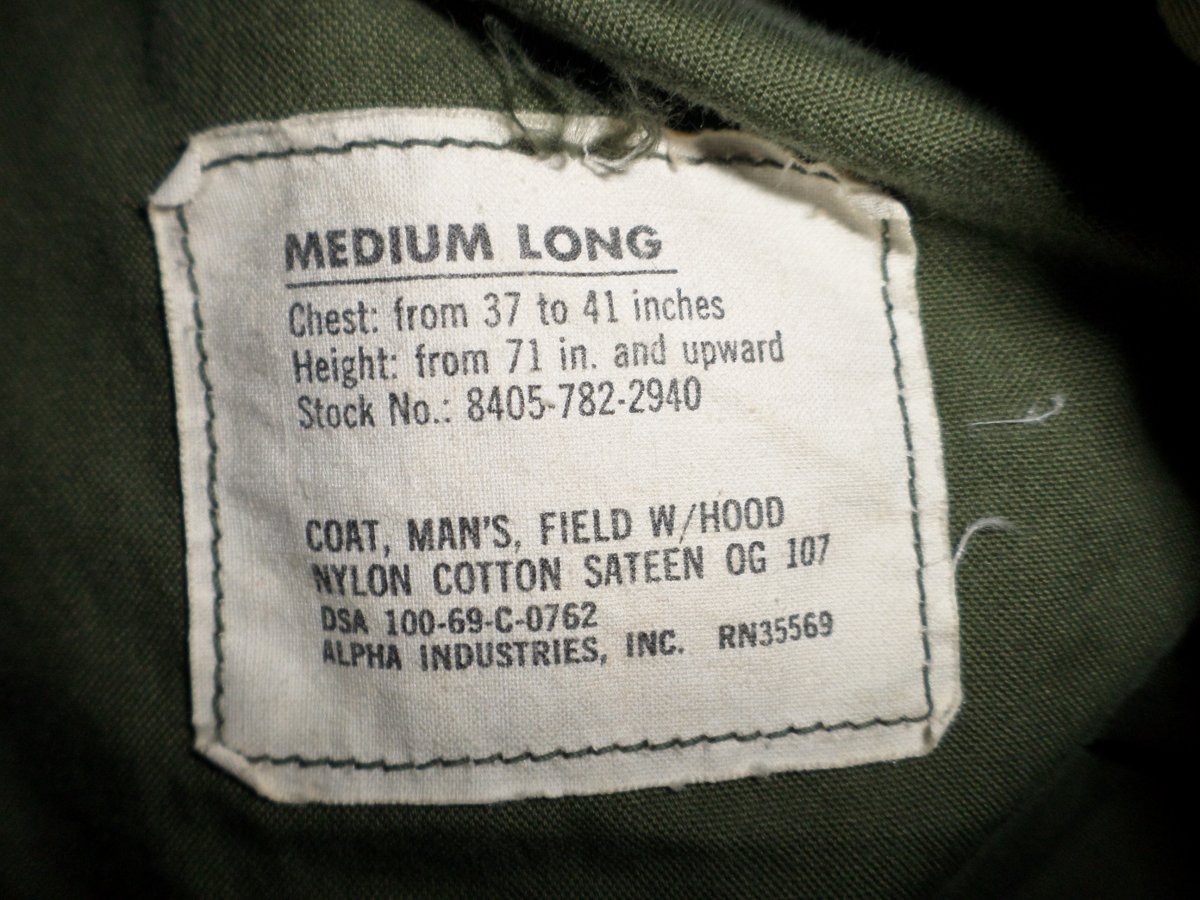 MEDIUM LONG
Chest: from 37 to 41 inches
Height: from 71 in. and upward
Stock No.: 8405-782-2940
COAT, MAN'S, FIELD W/HOOD
NYLON COTTON SATEEN OG 107
DSA 100-69-C-0762
ALPHA INDUSTRIES, INC. RN35569